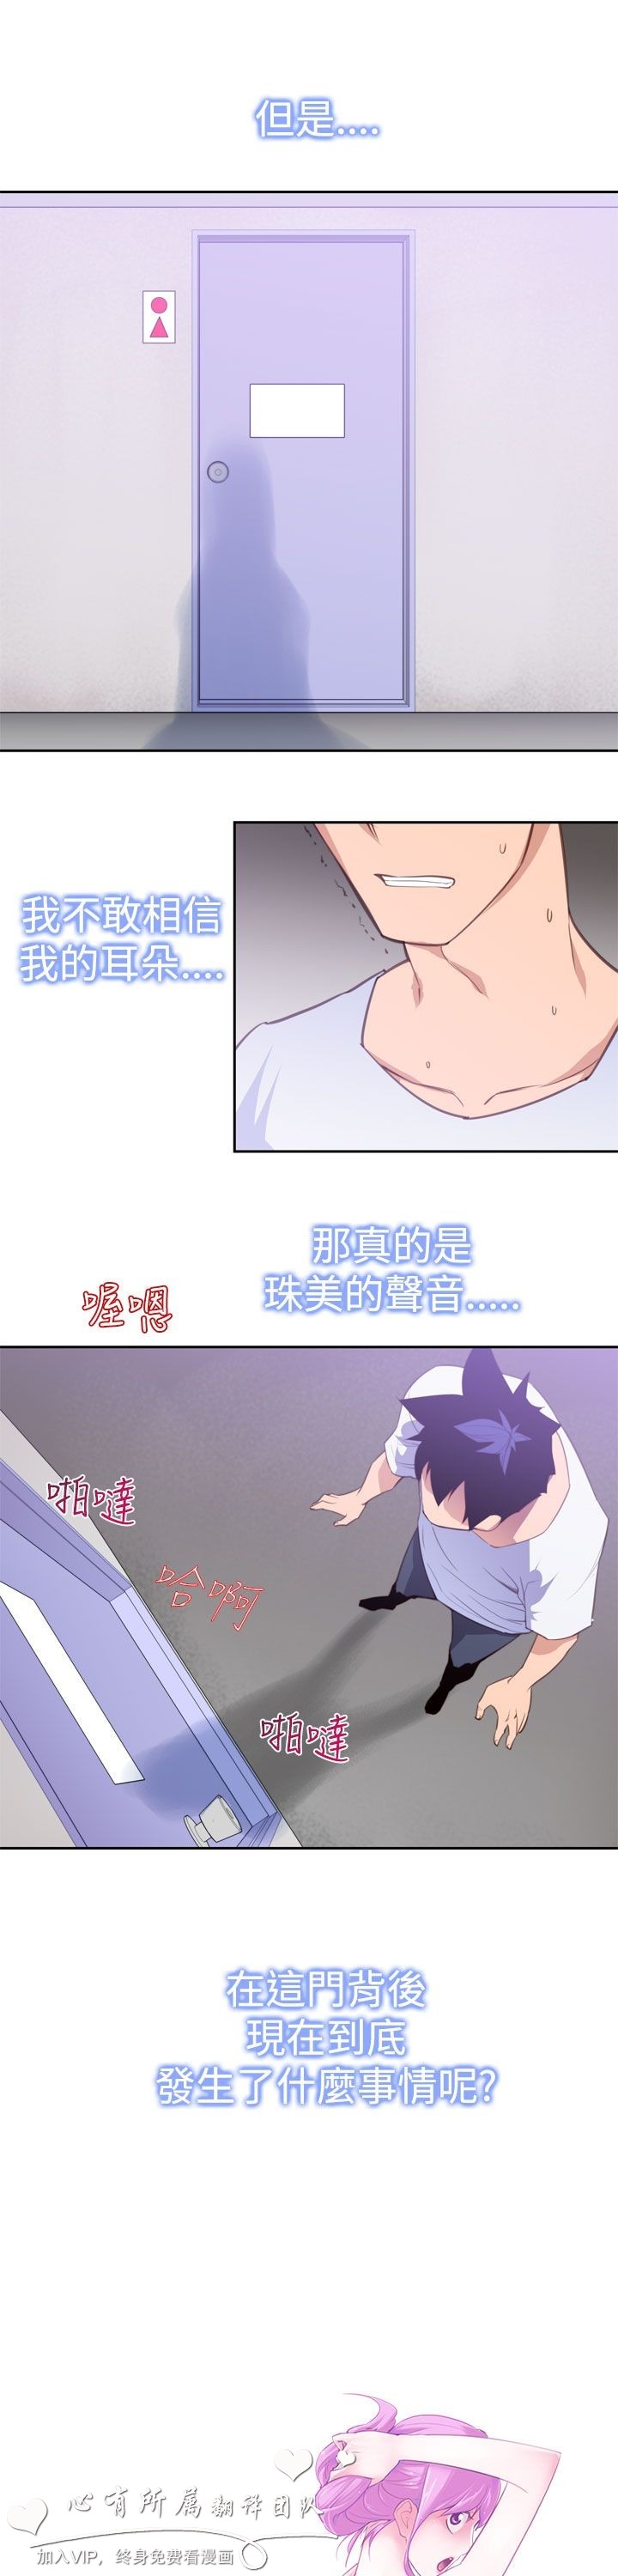 但是....
我不敢相信
我的耳朵....
那真的是
珠美的聲音.....
喔嗯
啪噠
哈啊
啪噠
在這門背後
現在到底
發生了什麼事情呢?
心有所属翻译团队
加入VIP，终身免费看漫画